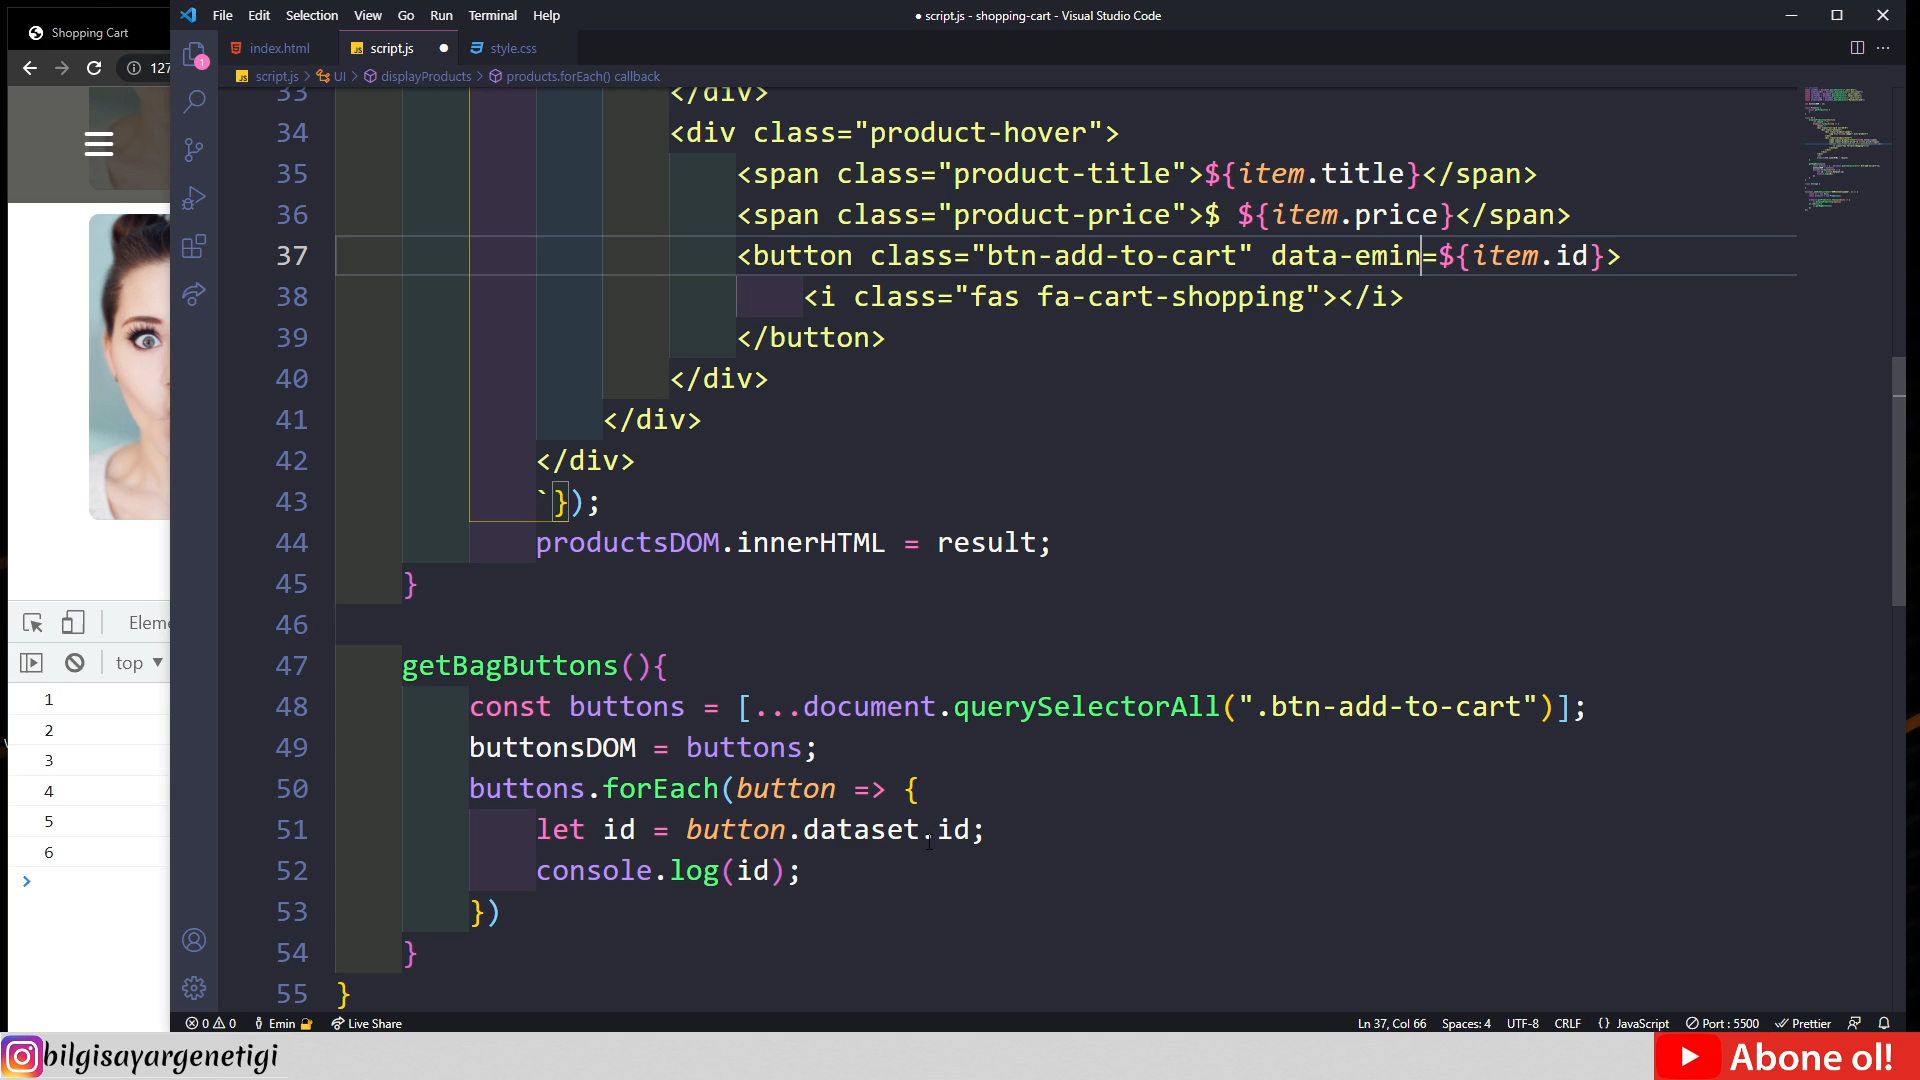 Shopping Cart
File Edit Selection View Go Run Terminal Help
● script.js - shopping-cart - Visual Studio Code
index.html
script.js
style.css
127
script.js > UI > displayProducts > products.forEach() callback
1
33 </div>
34 <div class="product-hover">
35 <span class="product-title">${item.title}</span>
36 <span class="product-price">$ ${item.price}</span>
37 <button class="btn-add-to-cart" data-emin=${item.id}>
38 <i class="fas fa-cart-shopping"></i>
39 </button>
40 </div>
41 </div>
42 </div>
43 `});
44 productsDOM.innerHTML = result;
45 }
46
47 getBagButtons(){
48 const buttons = [...document.querySelectorAll(".btn-add-to-cart")];
49 buttonsDOM = buttons;
50 buttons.forEach(button => {
51 let id = button.dataset.id;
52 console.log(id);
53 })
54 }
55 }
Eleme
top ▼
1
2
3
4
5
6
>
0 0 Emin Live Share
Ln 37, Col 66 Spaces: 4 UTF-8 CRLF {} JavaScript Port : 5500 Prettier
bilgisayargenetigi
Abone ol!